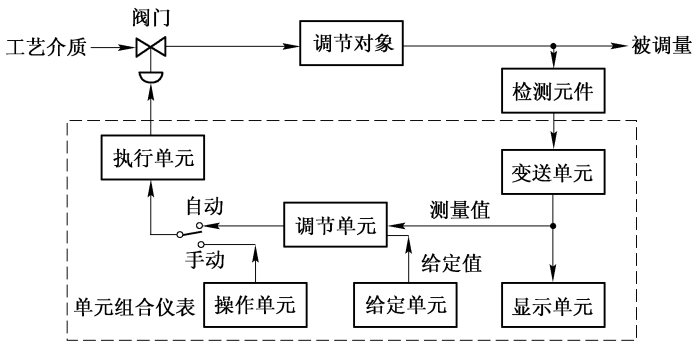 阀门
工艺介质
调节对象
被调量
检测元件
执行单元
变送单元
自动
调节单元
测量值
手动
给定值
单元组合仪表
操作单元
给定单元
显示单元